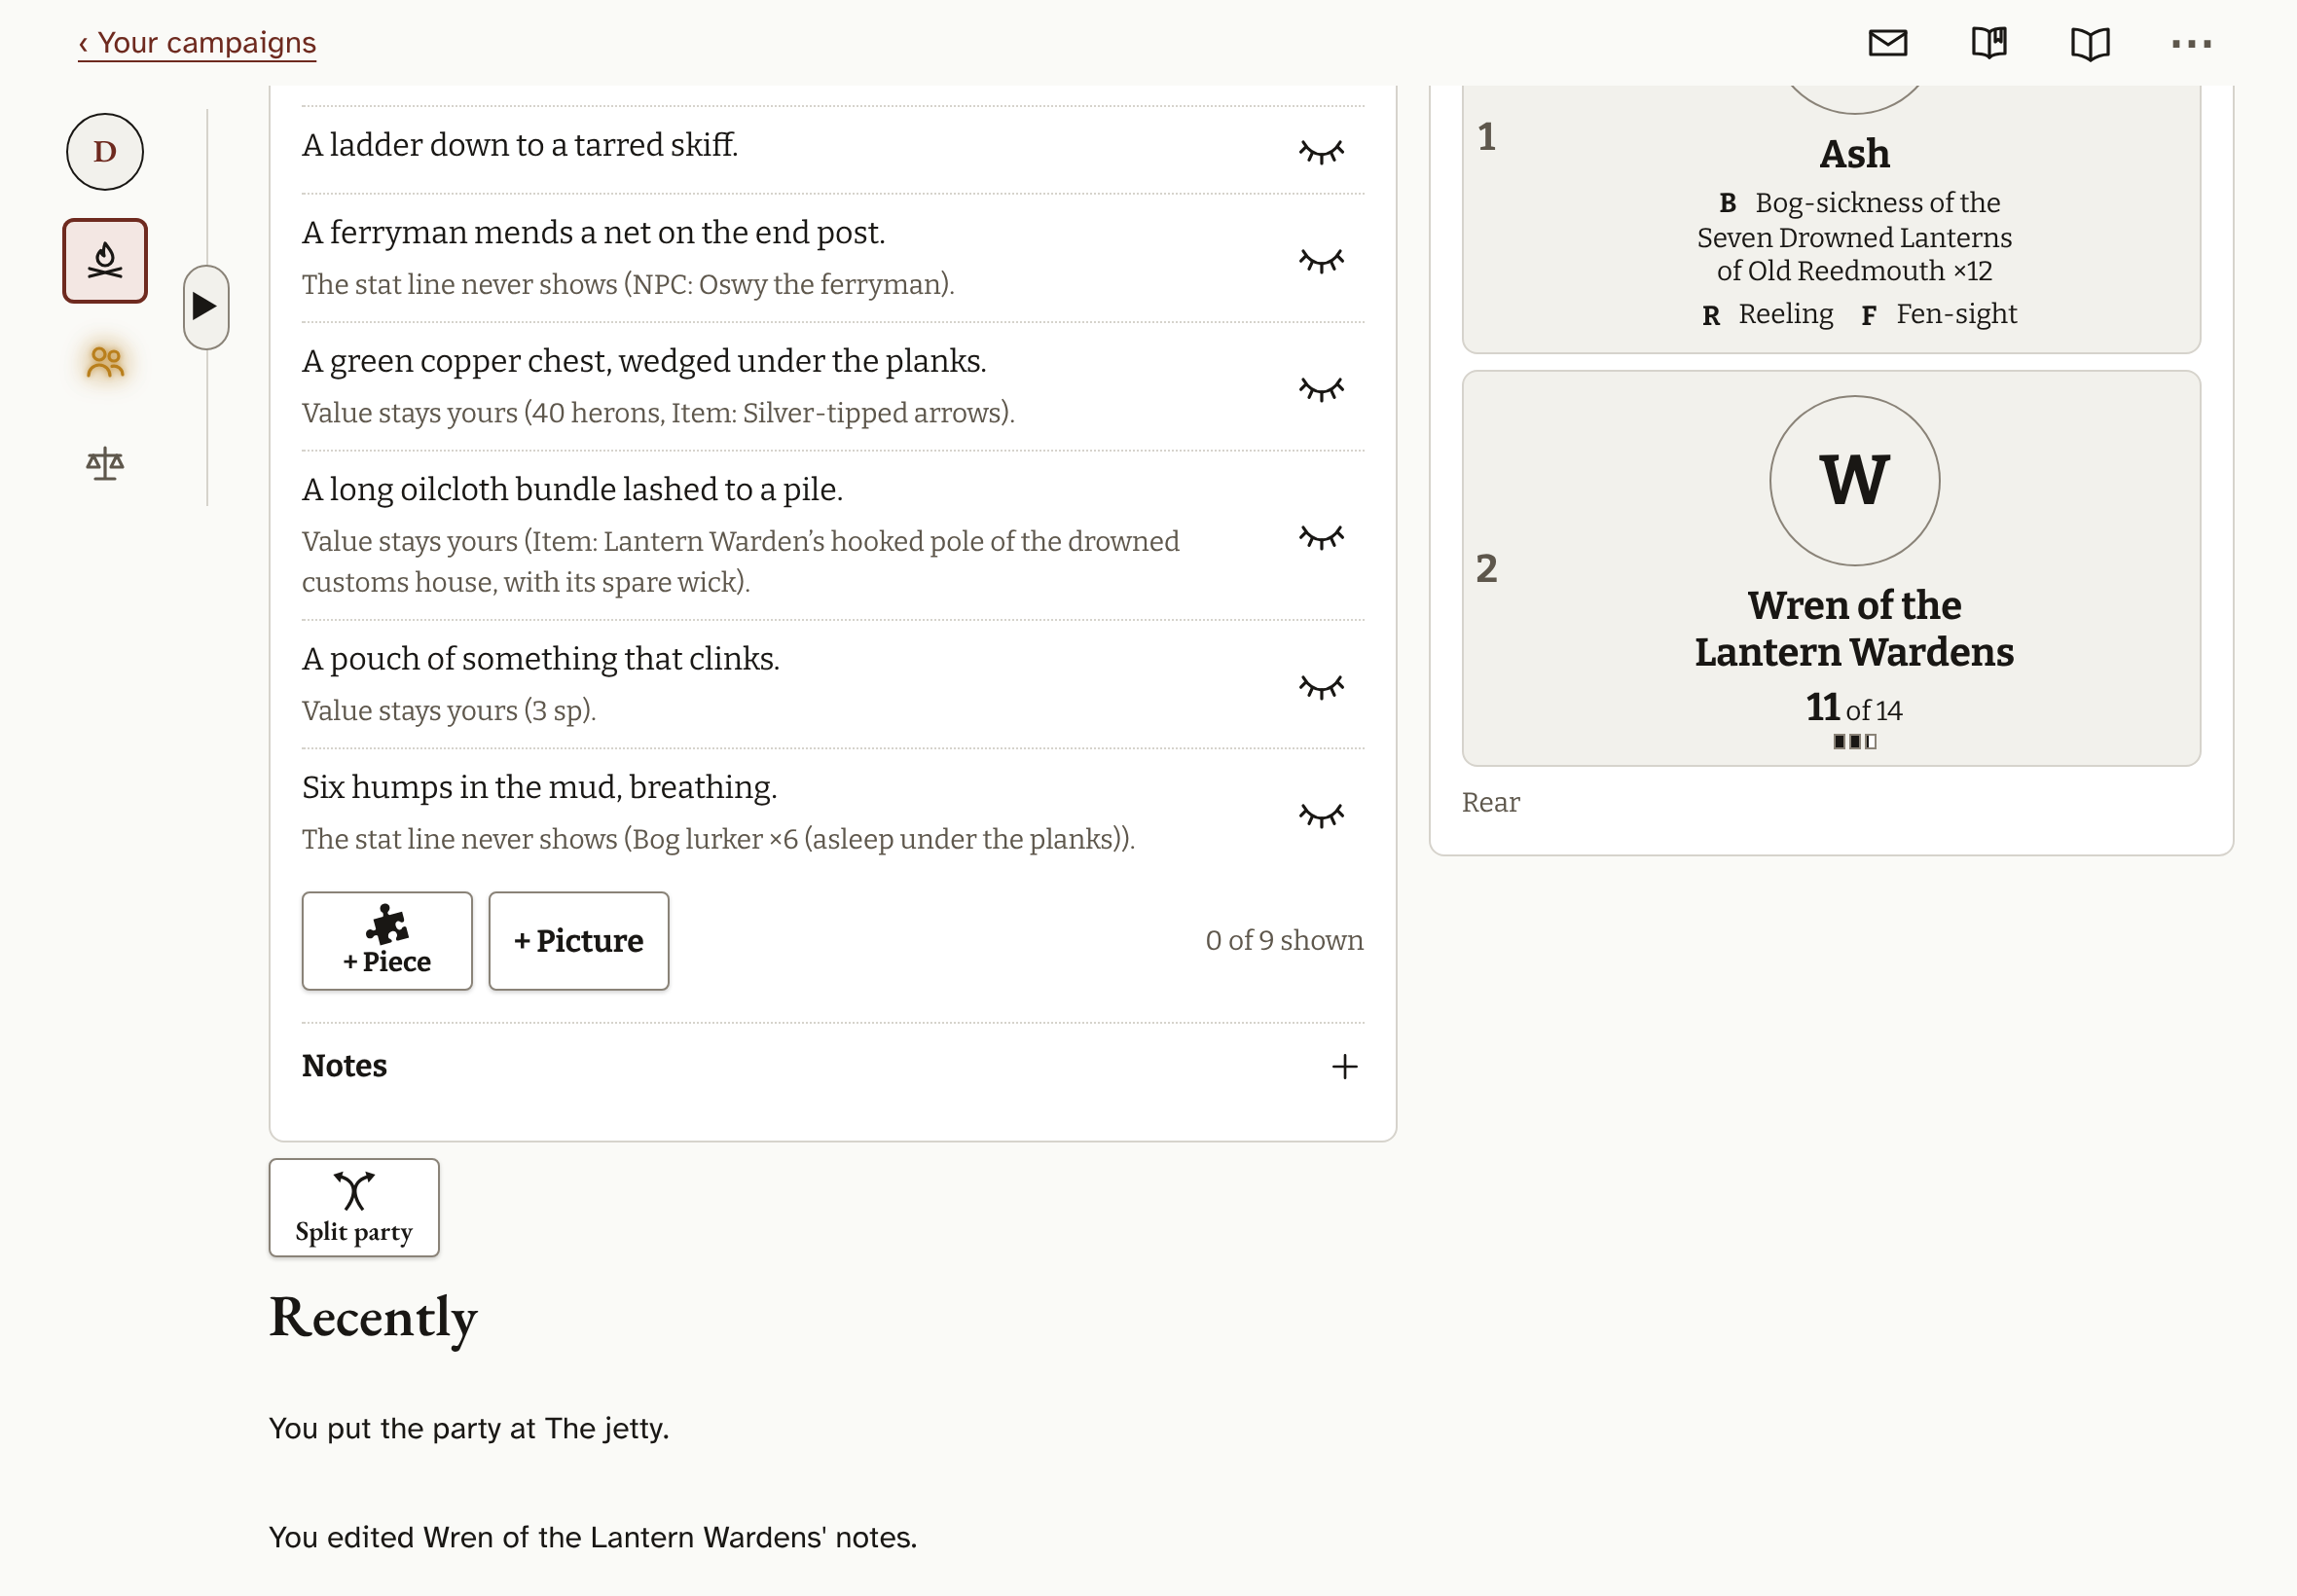 ‹ Your campaigns
D
A ladder down to a tarred skiff.
A ferryman mends a net on the end post.
The stat line never shows (NPC: Oswy the ferryman).
A green copper chest, wedged under the planks.
Value stays yours (40 herons, Item: Silver-tipped arrows).
A long oilcloth bundle lashed to a pile.
Value stays yours (Item: Lantern Warden’s hooked pole of the drowned
customs house, with its spare wick).
A pouch of something that clinks.
Value stays yours (3 sp).
Six humps in the mud, breathing.
The stat line never shows (Bog lurker ×6 (asleep under the planks)).
+ Piece
+ Picture
0 of 9 shown
Notes
Split party
Recently
You put the party at The jetty.
You edited Wren of the Lantern Wardens' notes.
1
Ash
B Bog-sickness of the
Seven Drowned Lanterns
of Old Reedmouth ×12
R Reeling F Fen-sight
2
W
Wren of the
Lantern Wardens
11 of 14
Rear